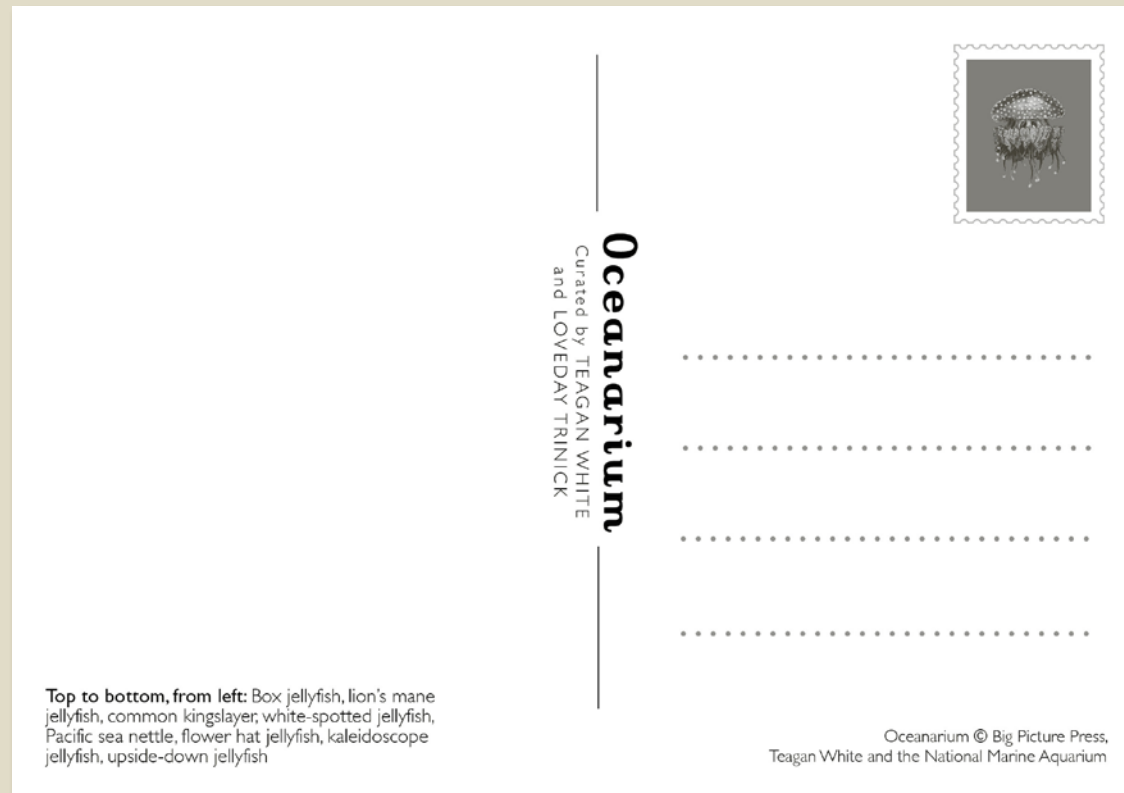 Oceanarium
Curated by TEAGAN WHITE
and LOVEDAY TRINICK
Top to bottom, from left: Box jellyfish, lion's mane
jellyfish, common kingslayer, white-spotted jellyfish,
Pacific sea nettle, flower hat jellyfish, kaleidoscope
jellyfish, upside-down jellyfish
Oceanarium © Big Picture Press,
Teagan White and the National Marine Aquarium